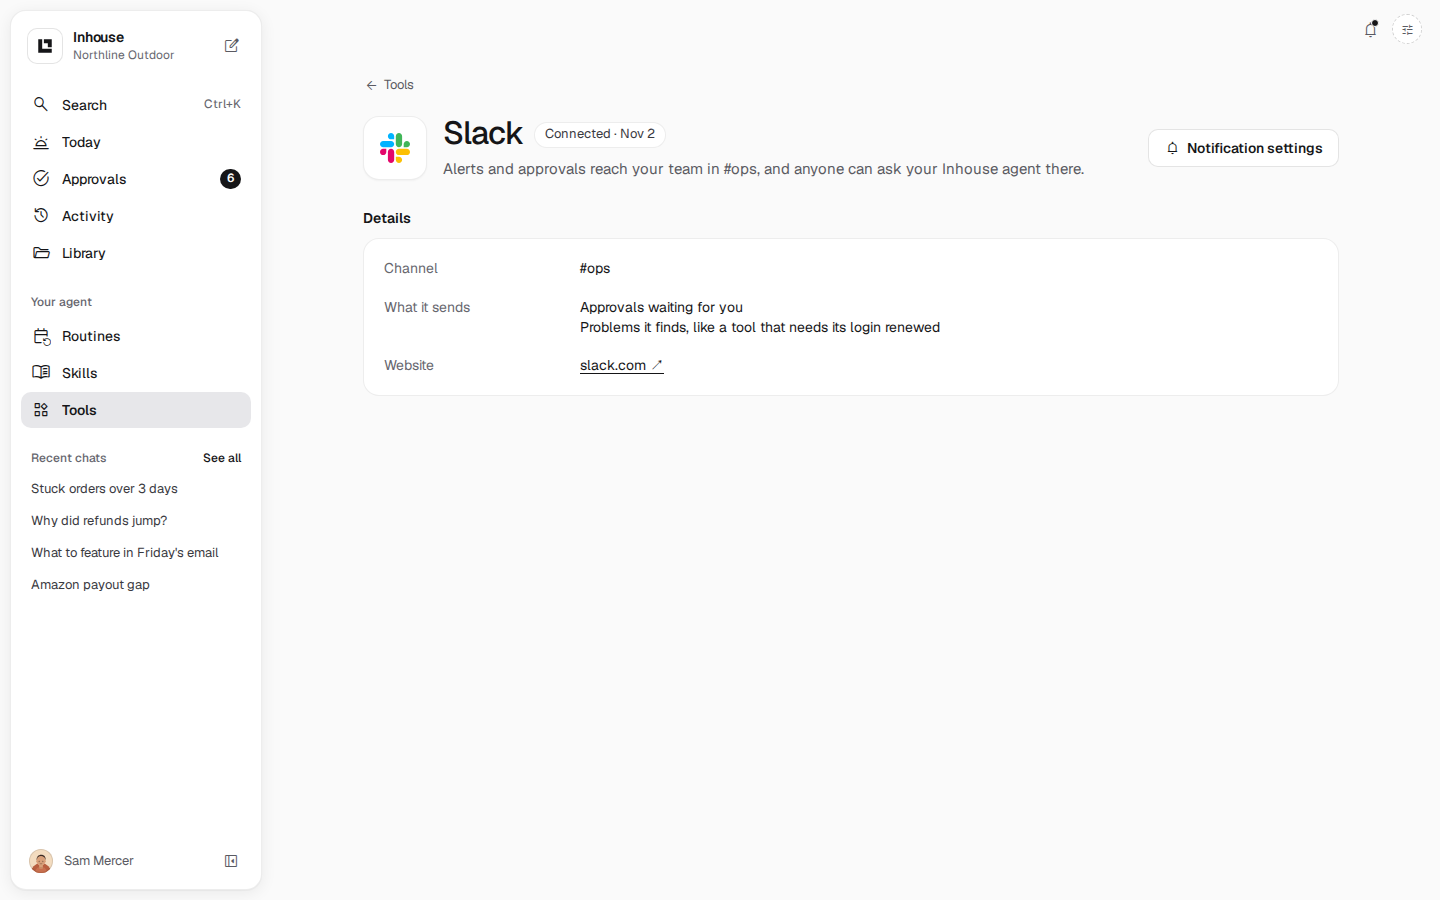 Inhouse
Northline Outdoor
Search Ctrl+K
Today
Approvals 6
Activity
Library
Your agent
Routines
Skills
Tools
Recent chats See all
Stuck orders over 3 days
Why did refunds jump?
What to feature in Friday's email
Amazon payout gap
Sam Mercer
← Tools
Slack Connected · Nov 2
Alerts and approvals reach your team in #ops, and anyone can ask your Inhouse agent there.
Notification settings
Details
Channel #ops
What it sends Approvals waiting for you
Problems it finds, like a tool that needs its login renewed
Website slack.com ↗